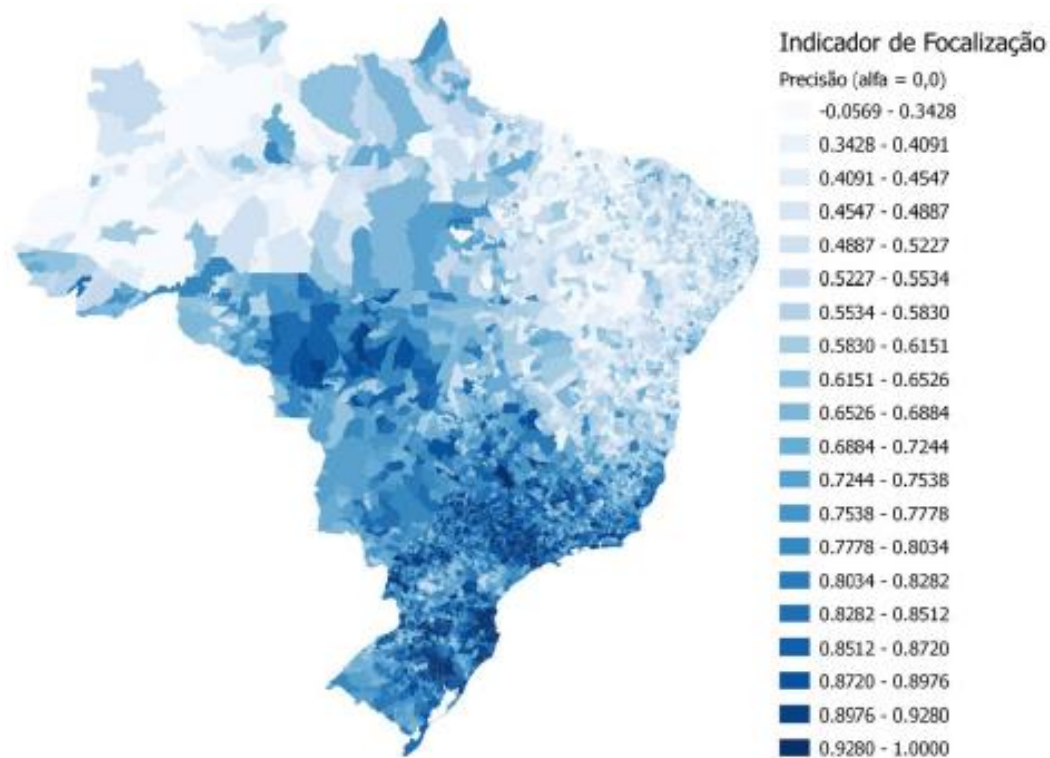 Indicador de Focalização
Precisão (alfa = 0,0)
-0.0569 - 0.3428
0.3428 - 0.4091
0.4091 - 0.4547
0.4547 - 0.4887
0.4887 - 0.5227
0.5227 - 0.5534
0.5534 - 0.5830
0.5830 - 0.6151
0.6151 - 0.6526
0.6526 - 0.6884
0.6884 - 0.7244
0.7244 - 0.7538
0.7538 - 0.7778
0.7778 - 0.8034
0.8034 - 0.8282
0.8282 - 0.8512
0.8512 - 0.8720
0.8720 - 0.8976
0.8976 - 0.9280
0.9280 - 1.0000